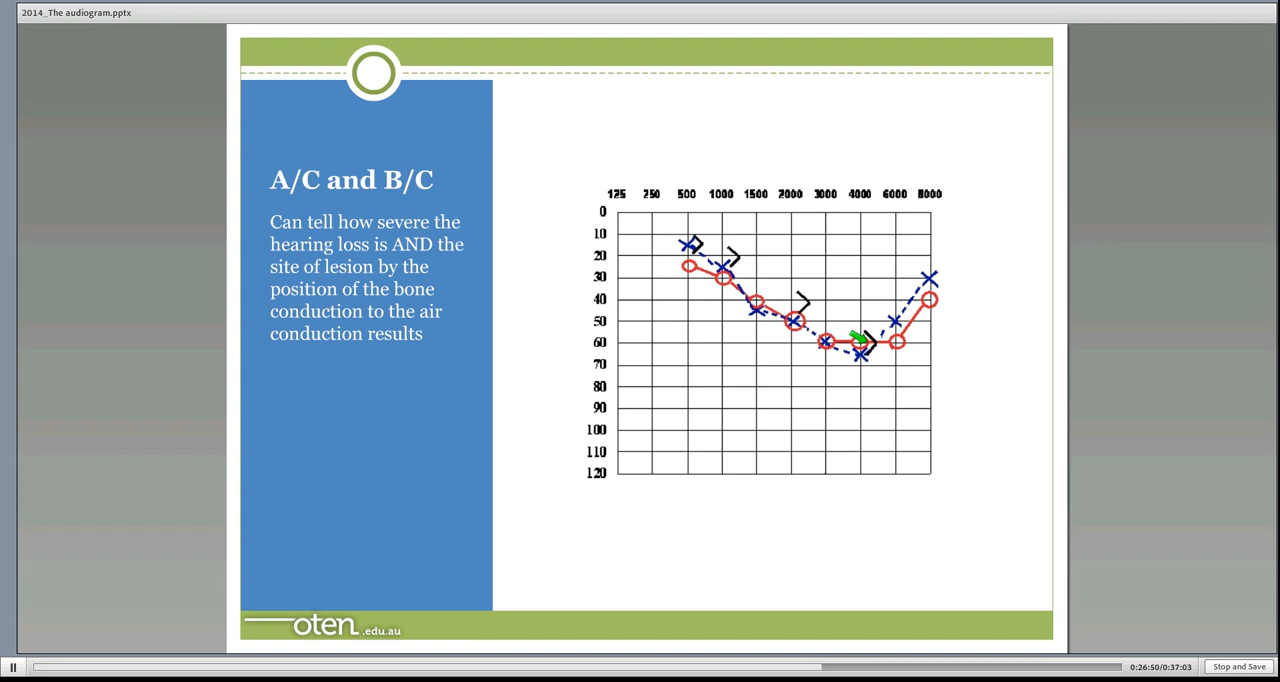 2014_The audiogram.pptx
A/C and B/C
Can tell how severe the
hearing loss is AND the
site of lesion by the
position of the bone
conduction to the air
conduction results
125 250 500 1000 1500 2000 3000 4000 6000 8000
0
10
20
30
40
50
60
70
80
90
100
110
120
oten.edu.au
0:26:50/0:37:03
Stop and Save